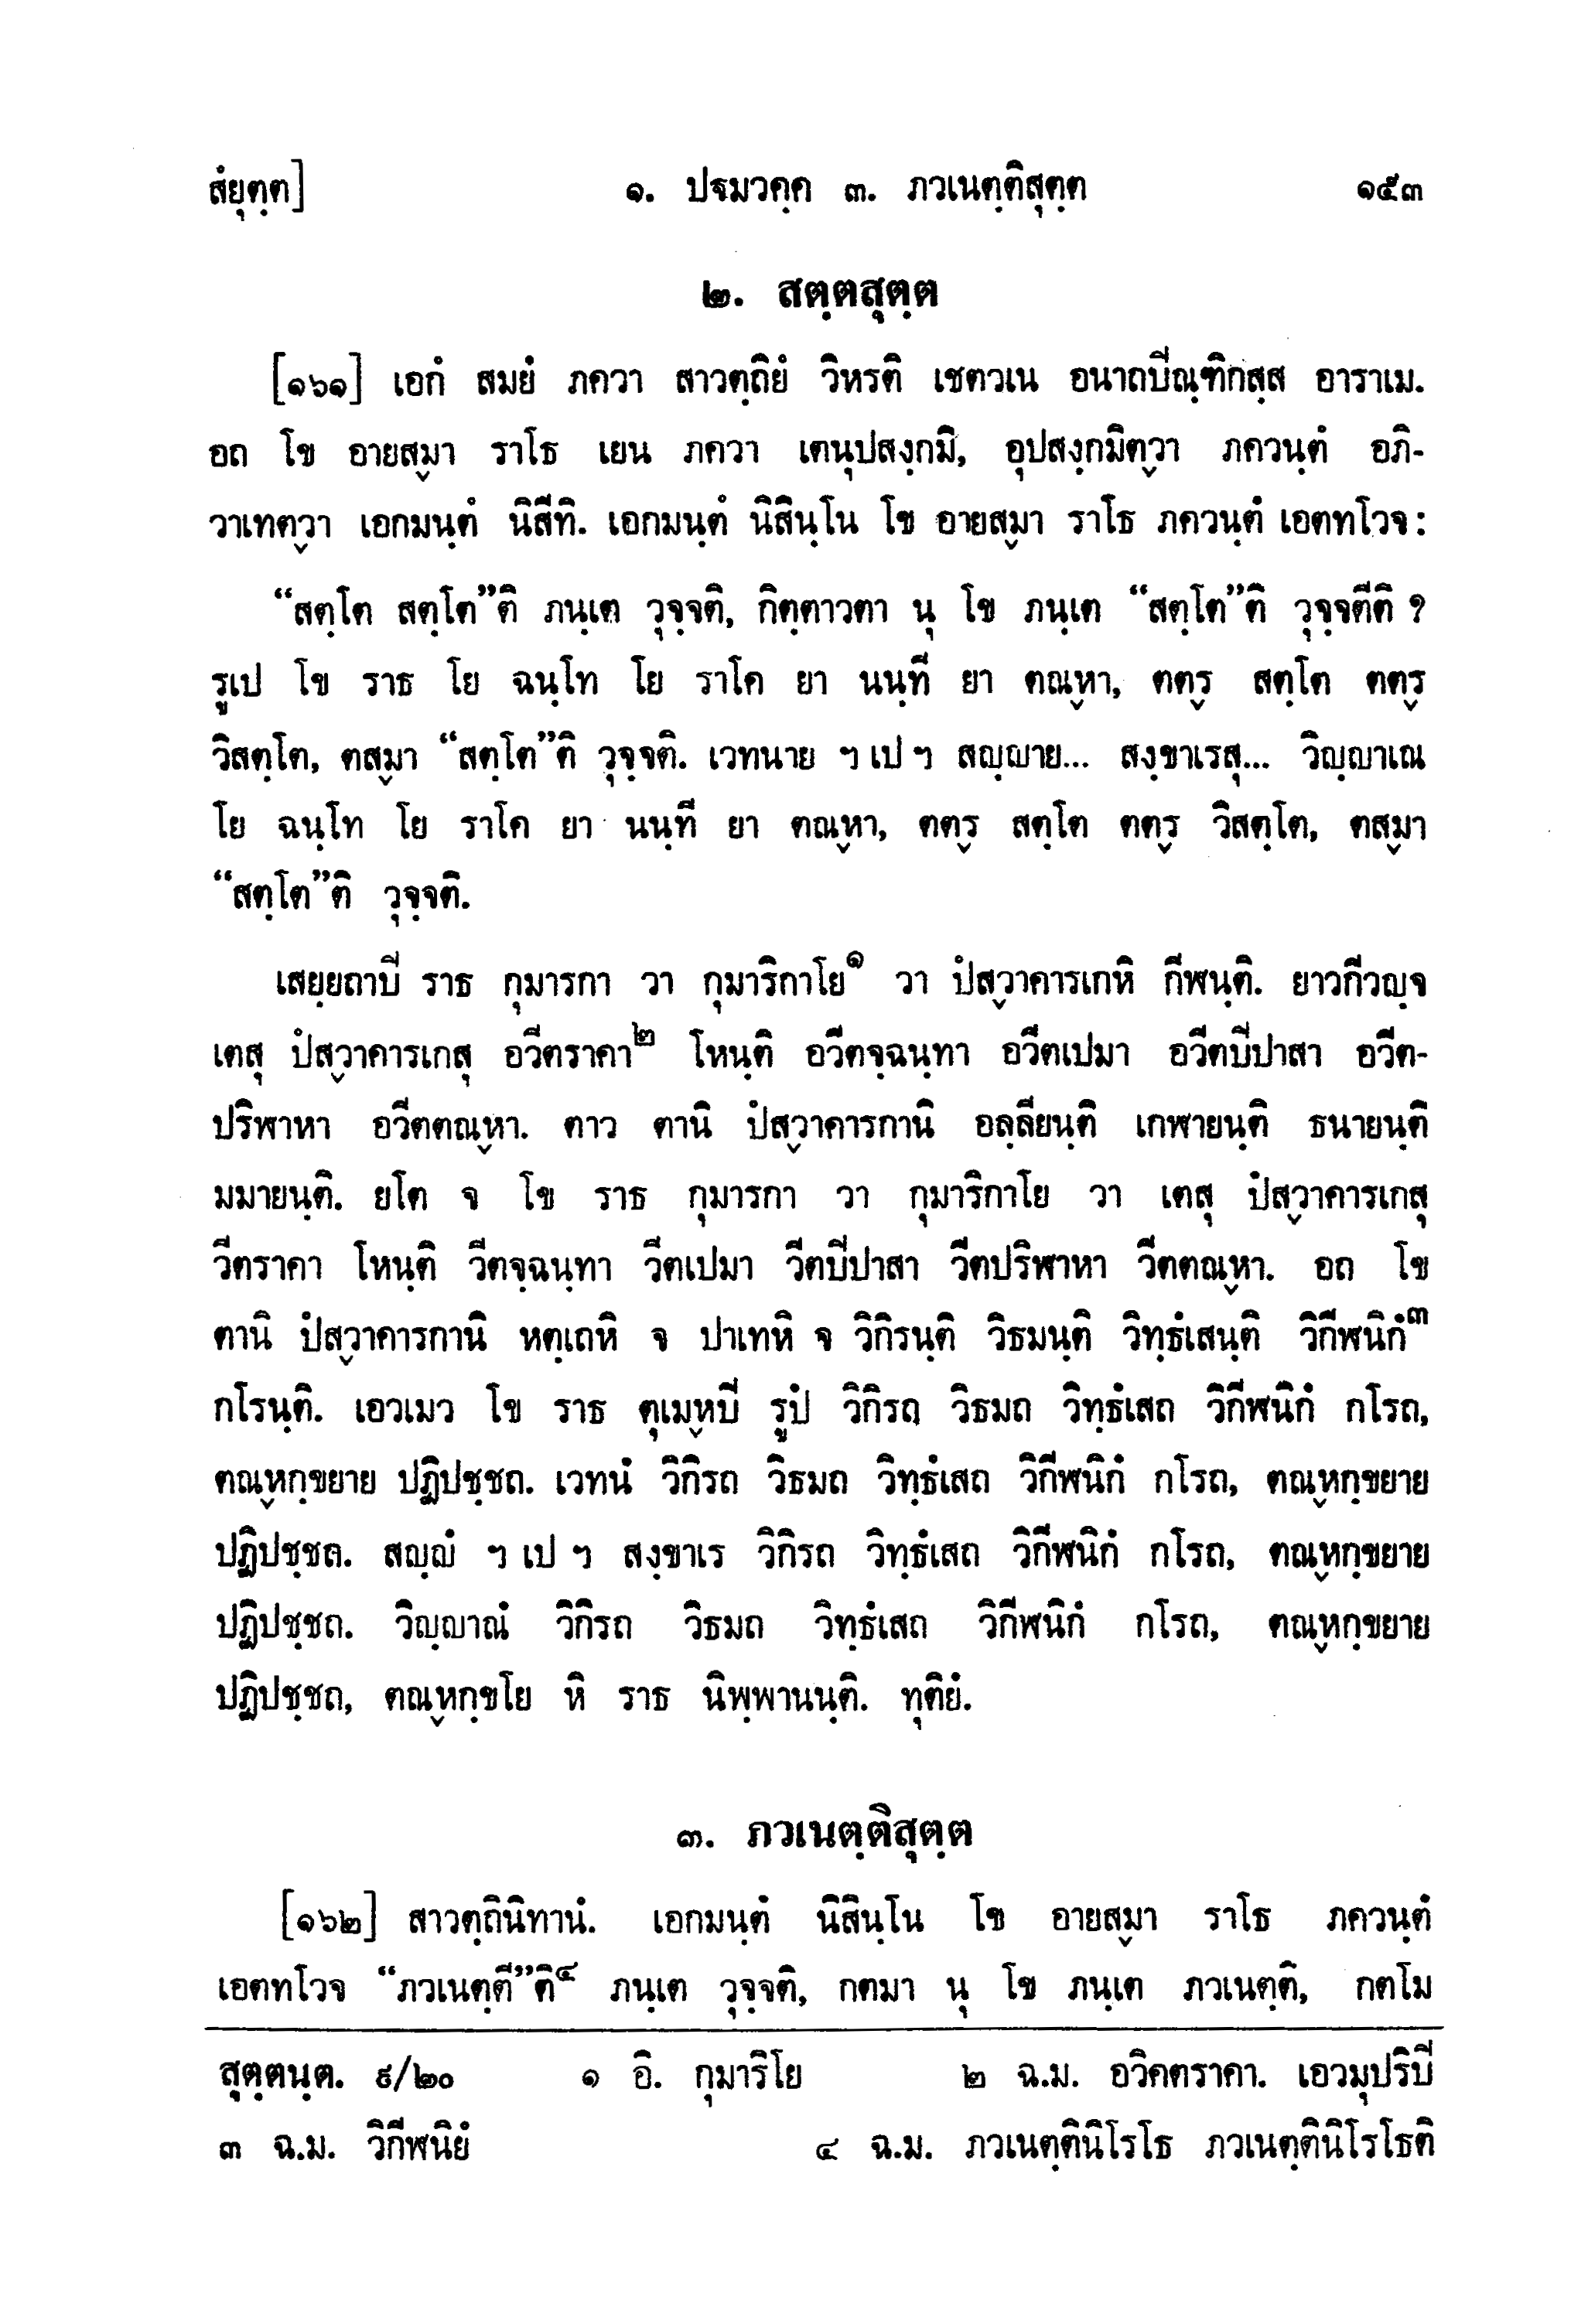 สํยุตฺต] ๑. ปฐมวคฺค ๓. ภวเนตฺติสุตฺต ๑๕๓
๒. สตฺตสุตฺต
[๑๖๑] เอกํ สมยํ ภควา สาวตฺถิยํ วิหรติ เชตวเน อนาถปิณฺฑิกสฺส อาราเม.
อถ โข อายสฺมา ราโธ เยน ภควา เตนุปสงฺกมิ, อุปสงฺกมิตฺวา ภควนฺตํ อภิ-
วาเทตฺวา เอกมนฺตํ นิสีทิ. เอกมนฺตํ นิสินฺโน โข อายสฺมา ราโธ ภควนฺตํ เอตทโวจ :
“สตฺโต สตฺโต”ติ ภนฺเต วุจฺจติ, กิตฺตาวตา นุ โข ภนฺเต “สตฺโต”ติ วุจฺจตีติ ?
รูเป โข ราธ โย ฉนฺโท โย ราโค ยา นนฺที ยา ตณฺหา, ตตฺร สตฺโต ตตฺร
วิสตฺโต, ตสฺมา “สตฺโต”ติ วุจฺจติ. เวทนาย ฯ เป ฯ สญฺญาย... สงฺขาเรสุ... วิญฺญาเณ
โย ฉนฺโท โย ราโค ยา นนฺที ยา ตณฺหา, ตตฺร สตฺโต ตตฺร วิสตฺโต, ตสฺมา
“สตฺโต”ติ วุจฺจติ.
เสยฺยถาปิ ราธ กุมารกา วา กุมาริกาโย๑ วา ปํสฺวาคารเกหิ กีฬนฺติ. ยาวกีวญฺจ
เตสุ ปํสฺวาคารเกสุ อวีตราคา๒ โหนฺติ อวีตจฺฉนฺทา อวีตเปมา อวีตปิปาสา อวีต-
ปริฬาหา อวีตตณฺหา. ตาว ตานิ ปํสฺวาคารกานิ อลฺลียนฺติ เกฬายนฺติ ธนายนฺติ
มมายนฺติ. ยโต จ โข ราธ กุมารกา วา กุมาริกาโย วา เตสุ ปํสฺวาคารเกสุ
วีตราคา โหนฺติ วีตจฺฉนฺทา วีตเปมา วีตปิปาสา วีตปริฬาหา วีตตณฺหา. อถ โข
ตานิ ปํสฺวาคารกานิ หตฺเถหิ จ ปาเทหิ จ วิกิรนฺติ วิธมนฺติ วิทฺธํเสนฺติ วิกีฬนิกํ๓
กโรนฺติ. เอวเมว โข ราธ ตุเมฺหปิ รูปํ วิกิรถ วิธมถ วิทฺธํเสถ วิกีฬนิกํ กโรถ,
ตณฺหกฺขยาย ปฏิปชฺชถ. เวทนํ วิกิรถ วิธมถ วิทฺธํเสถ วิกีฬนิกํ กโรถ, ตณฺหกฺขยาย
ปฏิปชฺชถ. สญฺญํ ฯ เป ฯ สงฺขาเร วิกิรถ วิทฺธํเสถ วิกีฬนิกํ กโรถ, ตณฺหกฺขยาย
ปฏิปชฺชถ. วิญฺญาณํ วิกิรถ วิธมถ วิทฺธํเสถ วิกีฬนิกํ กโรถ, ตณฺหกฺขยาย
ปฏิปชฺชถ, ตณฺหกฺขโย หิ ราธ นิพฺพานนฺติ. ทุติยํ.
๓. ภวเนตฺติสุตฺต
[๑๖๒] สาวตฺถินิทานํ. เอกมนฺตํ นิสินฺโน โข อายสฺมา ราโธ ภควนฺตํ
เอตทโวจ “ภวเนตฺตี”ติ๔ ภนฺเต วุจฺจติ, กตมา นุ โข ภนฺเต ภวเนตฺติ, กตโม
สุตฺตนฺต. ๙/๒๐ ๑ อิ. กุมาริโย ๒ ฉ.ม. อวิคตราคา. เอวมุปริปิ
๓ ฉ.ม. วิกีฬนิยํ ๔ ฉ.ม. ภวเนตฺตินิโรโธ ภวเนตฺตินิโรโธติ